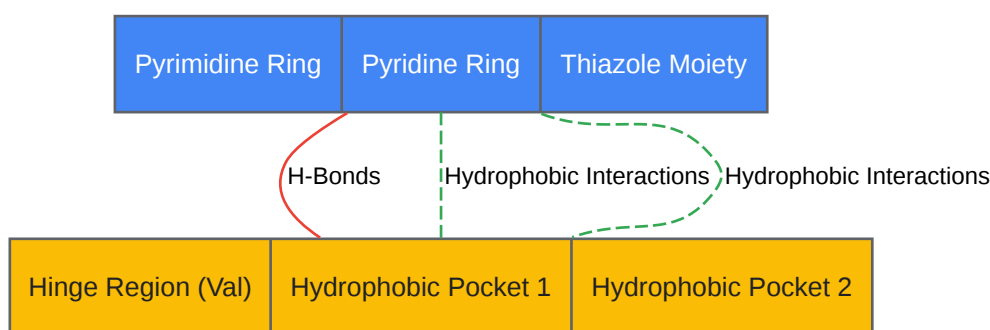 Pyrimidine Ring
Pyridine Ring
Thiazole Moiety
H-Bonds
Hydrophobic Interactions
Hydrophobic Interactions
Hinge Region (Val)
Hydrophobic Pocket 1
Hydrophobic Pocket 2